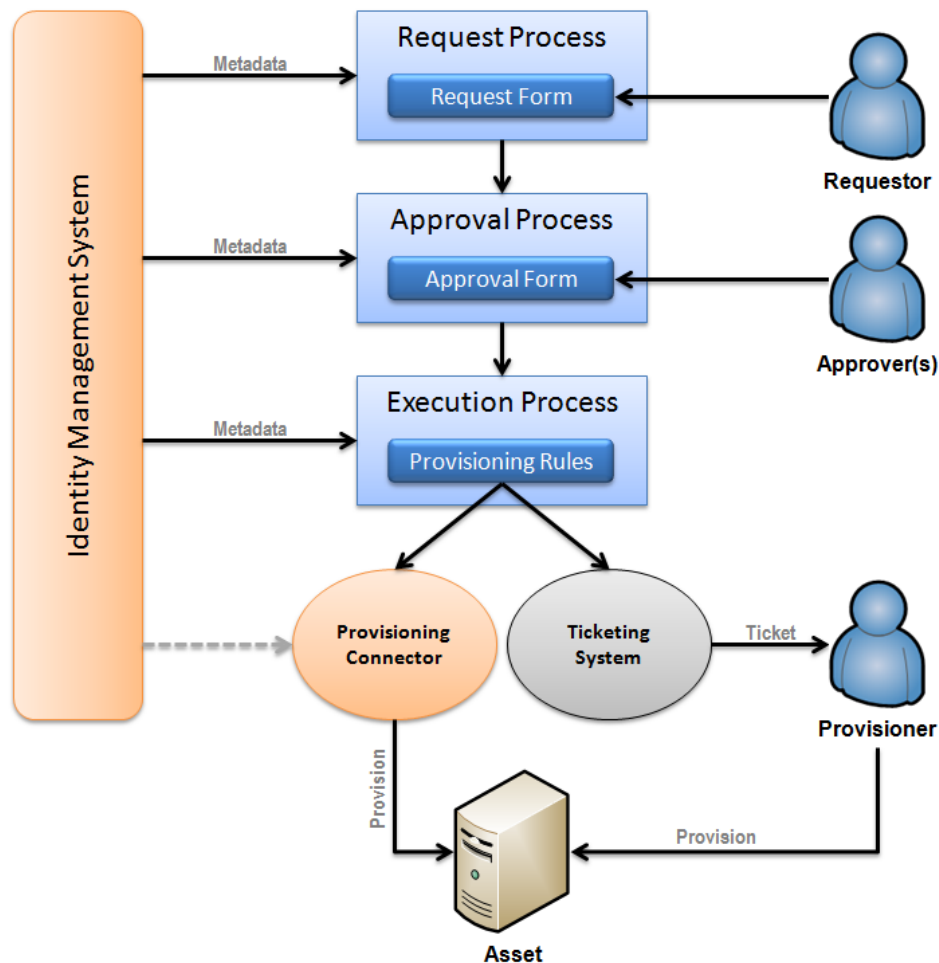 Request Process
Metadata
Request Form
Requestor
Identity Management System
Approval Process
Metadata
Approval Form
Approver(s)
Execution Process
Metadata
Provisioning Rules
Provisioning
Connector
Ticketing
System
Ticket
Provisioner
Provision
Provision
Asset